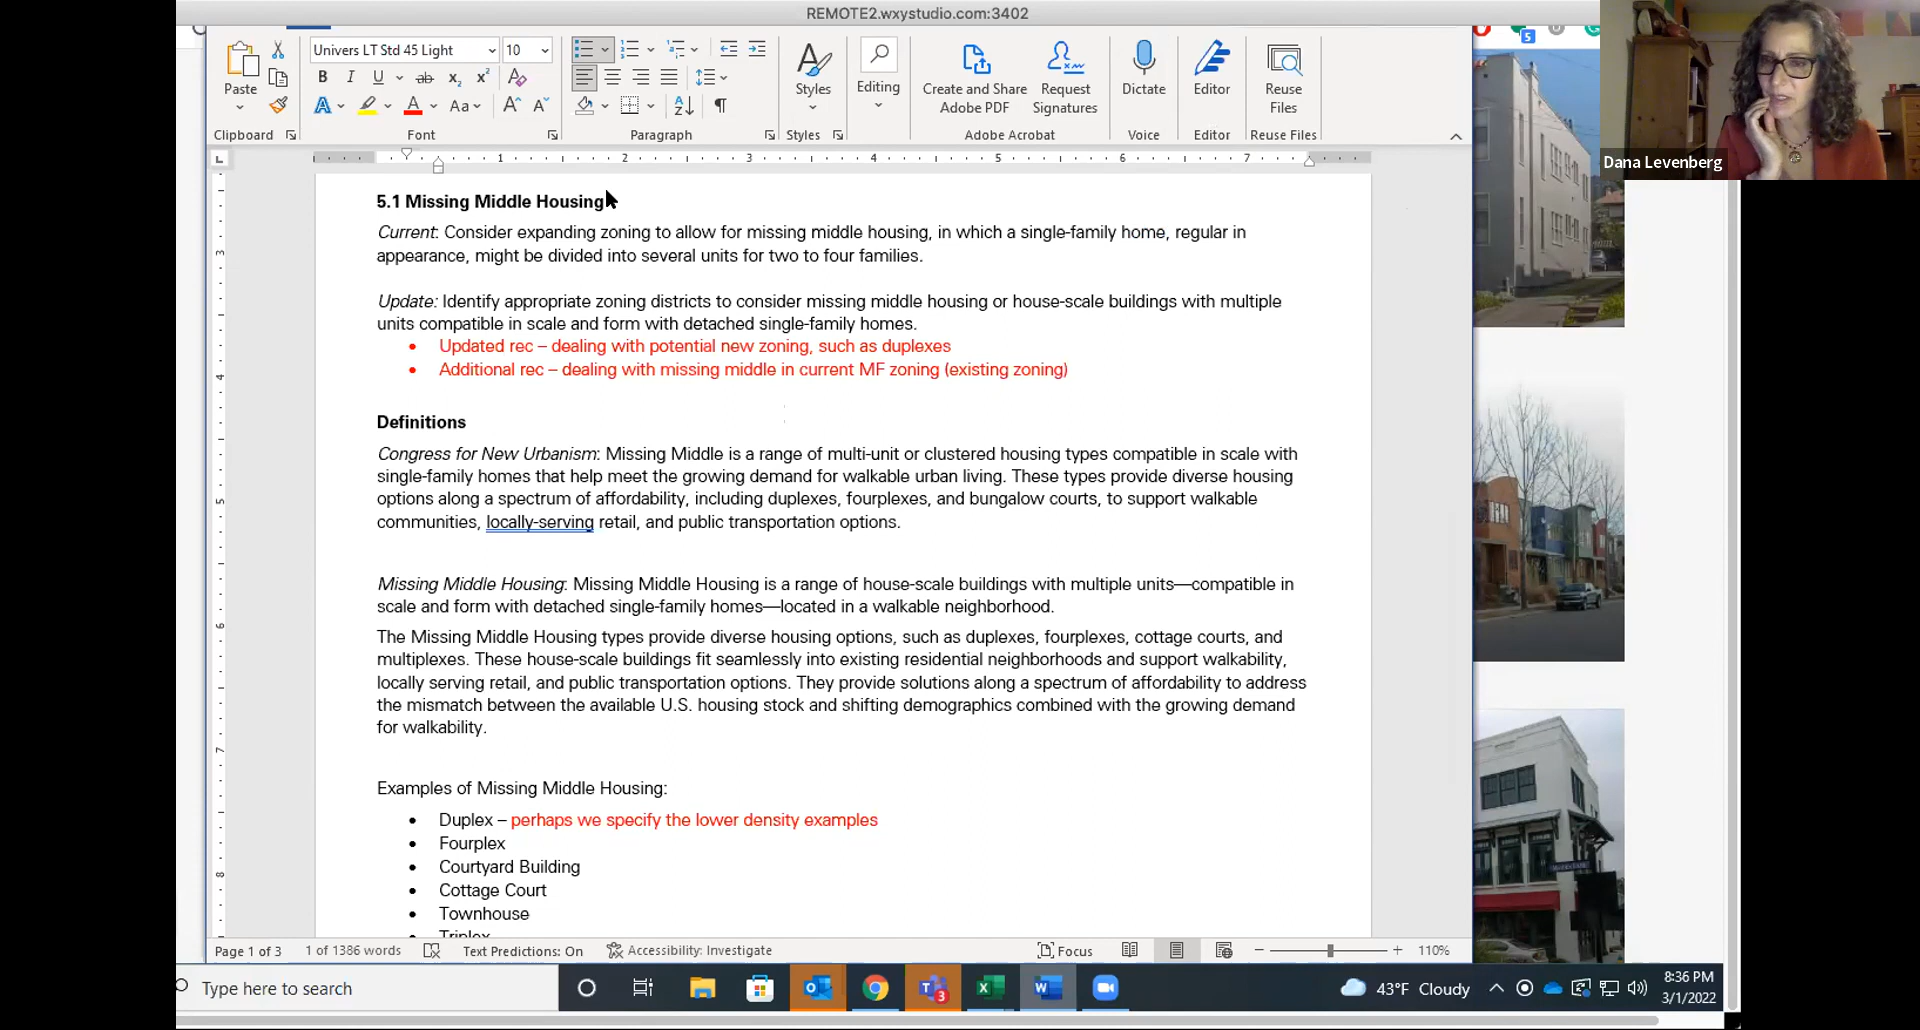 REMOTE2.wxystudio.com:3402
Univers LT Std 45 Light 10
Paste
Styles
Editing
Create and Share Adobe PDF
Request Signatures
Dictate
Editor
Reuse Files
Clipboard Font Paragraph Styles Adobe Acrobat Voice Editor Reuse Files
5
Dana Levenberg
1 2 3 4 5 6 7
5.1 Missing Middle Housing
Current: Consider expanding zoning to allow for missing middle housing, in which a single-family home, regular in
appearance, might be divided into several units for two to four families.
Update: Identify appropriate zoning districts to consider missing middle housing or house-scale buildings with multiple
units compatible in scale and form with detached single-family homes.
• Updated rec – dealing with potential new zoning, such as duplexes
• Additional rec – dealing with missing middle in current MF zoning (existing zoning)
Definitions
Congress for New Urbanism: Missing Middle is a range of multi-unit or clustered housing types compatible in scale with
single-family homes that help meet the growing demand for walkable urban living. These types provide diverse housing
options along a spectrum of affordability, including duplexes, fourplexes, and bungalow courts, to support walkable
communities, locally-serving retail, and public transportation options.
Missing Middle Housing: Missing Middle Housing is a range of house-scale buildings with multiple units—compatible in
scale and form with detached single-family homes—located in a walkable neighborhood.
The Missing Middle Housing types provide diverse housing options, such as duplexes, fourplexes, cottage courts, and
multiplexes. These house-scale buildings fit seamlessly into existing residential neighborhoods and support walkability,
locally serving retail, and public transportation options. They provide solutions along a spectrum of affordability to address
the mismatch between the available U.S. housing stock and shifting demographics combined with the growing demand
for walkability.
Examples of Missing Middle Housing:
• Duplex – perhaps we specify the lower density examples
• Fourplex
• Courtyard Building
• Cottage Court
• Townhouse
• Triplex
Page 1 of 3 1 of 1386 words Text Predictions: On Accessibility: Investigate Focus 110%
Type here to search
3
43°F Cloudy
8:36 PM
3/1/2022